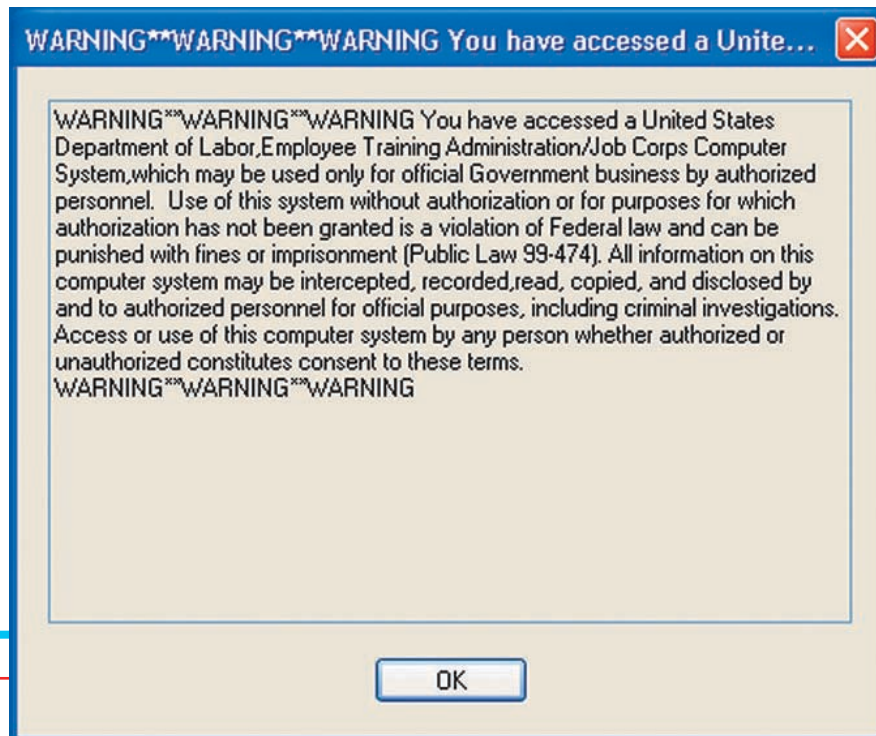 WARNING**WARNING**WARNING You have accessed a Unite...
WARNING**WARNING**WARNING You have accessed a United States
Department of Labor,Employee Training Administration/Job Corps Computer
System,which may be used only for official Government business by authorized
personnel.  Use of this system without authorization or for purposes for which
authorization has not been granted is a violation of Federal law and can be
punished with fines or imprisonment (Public Law 99-474). All information on this
computer system may be intercepted, recorded,read, copied, and disclosed by
and to authorized personnel for official purposes, including criminal investigations.
Access or use of this computer system by any person whether authorized or
unauthorized constitutes consent to these terms.
WARNING**WARNING**WARNING
OK